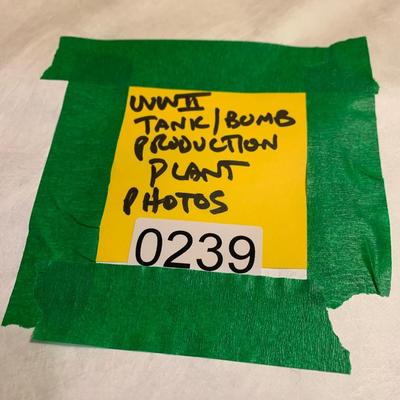 WWII
TANK/BOMB
PRODUCTION
PLANT
PHOTOS
0239